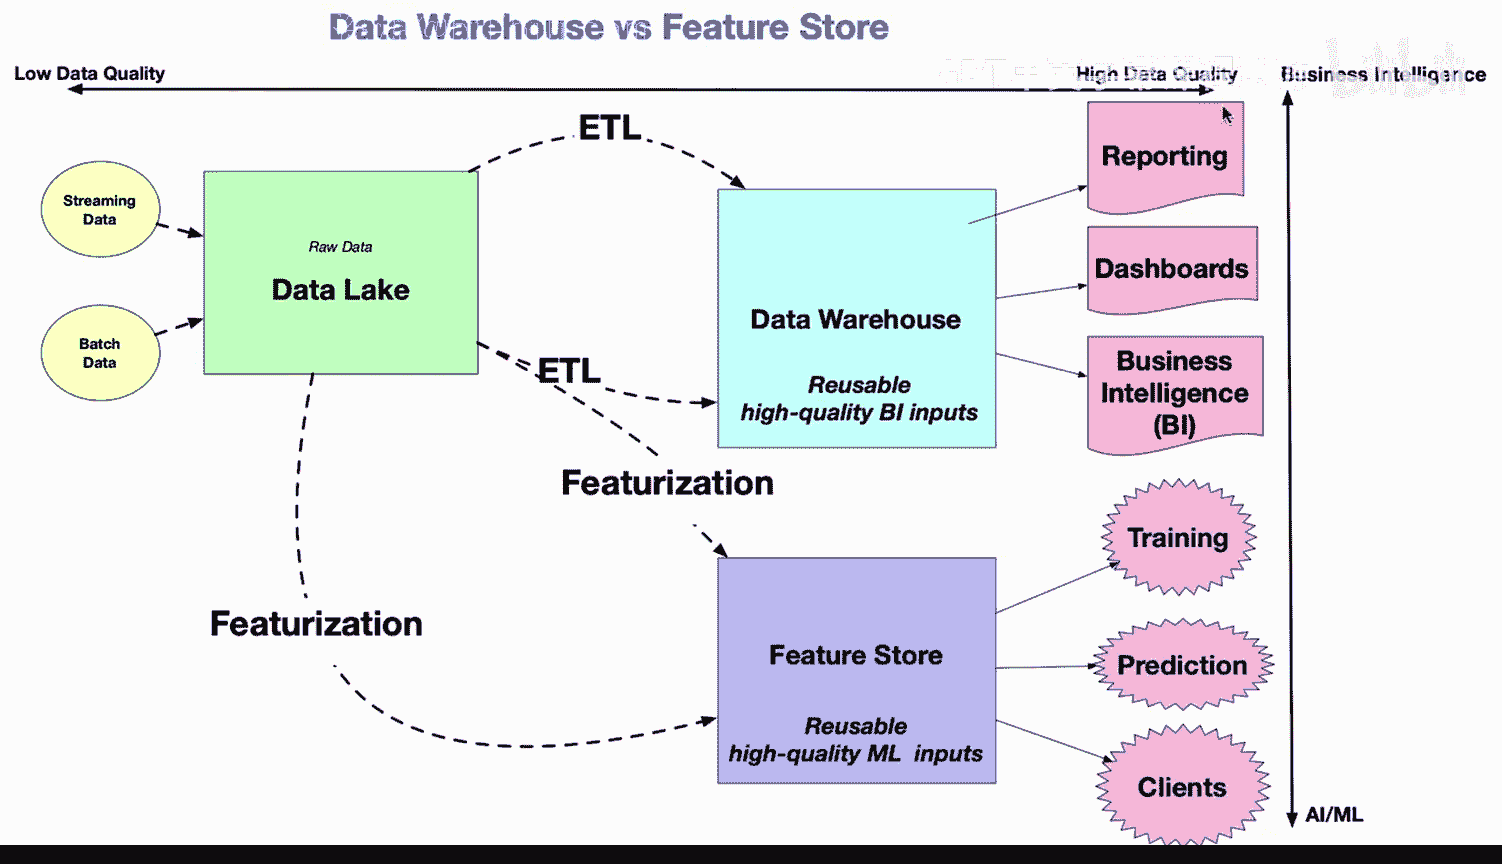 Data Warehouse vs Feature Store
Low Data Quality
High Data Quality
Business Intelligence
ETL
Reporting
Streaming
Data
Raw Data
Data Lake
Dashboards
Data Warehouse
Batch
Data
ETL
Reusable
high-quality BI inputs
Business
Intelligence
(BI)
Featurization
Training
Featurization
Feature Store
Prediction
Reusable
high-quality ML inputs
Clients
AI/ML